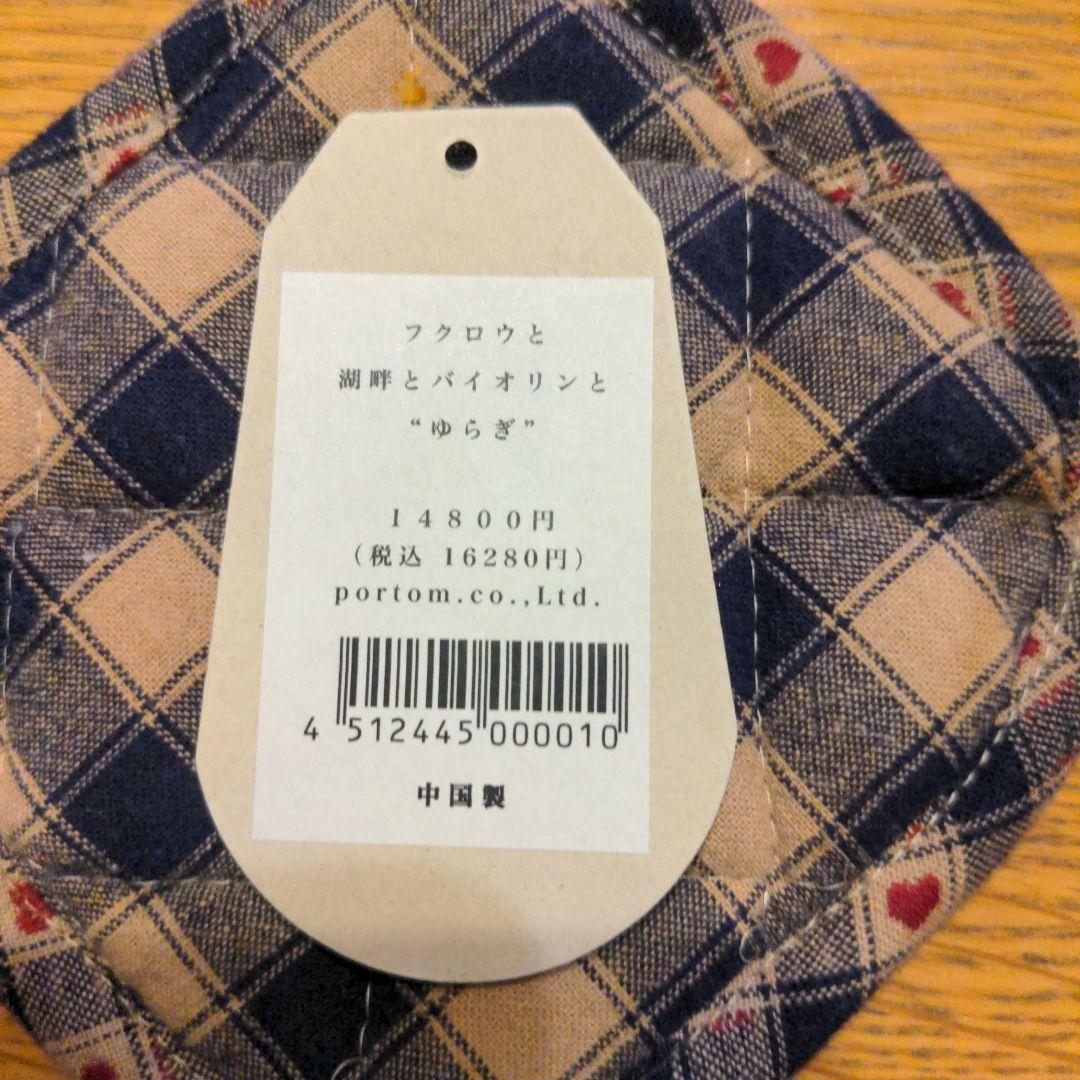 フクロウと
湖畔とバイオリンと
“ゆらぎ”
１４８００円
（税込 16280円）
portom.co.,Ltd.
4 512445 000010
中国製